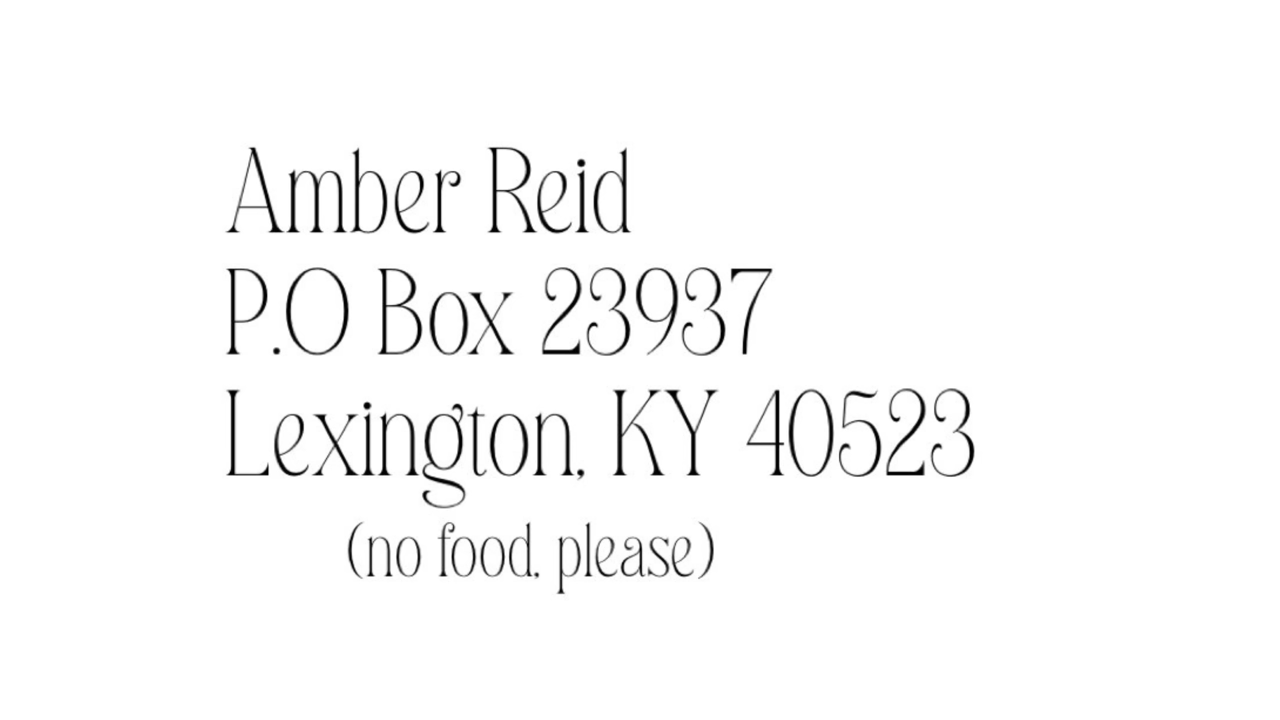 Amber Reid
P.O Box 23937
Lexington, KY 40523
(no food, please)